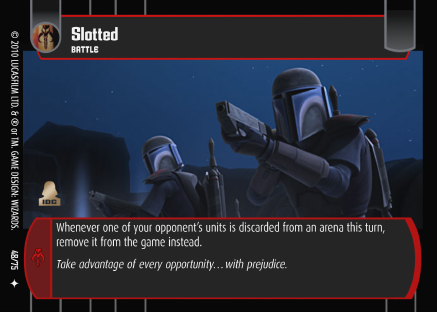 Slotted
BATTLE
© 2010 LUCASFILM LTD. & ® or TM. GAME DESIGN: WIZARDS.
48/75
IDC
Whenever one of your opponent's units is discarded from an arena this turn,
remove it from the game instead.
Take advantage of every opportunity...with prejudice.